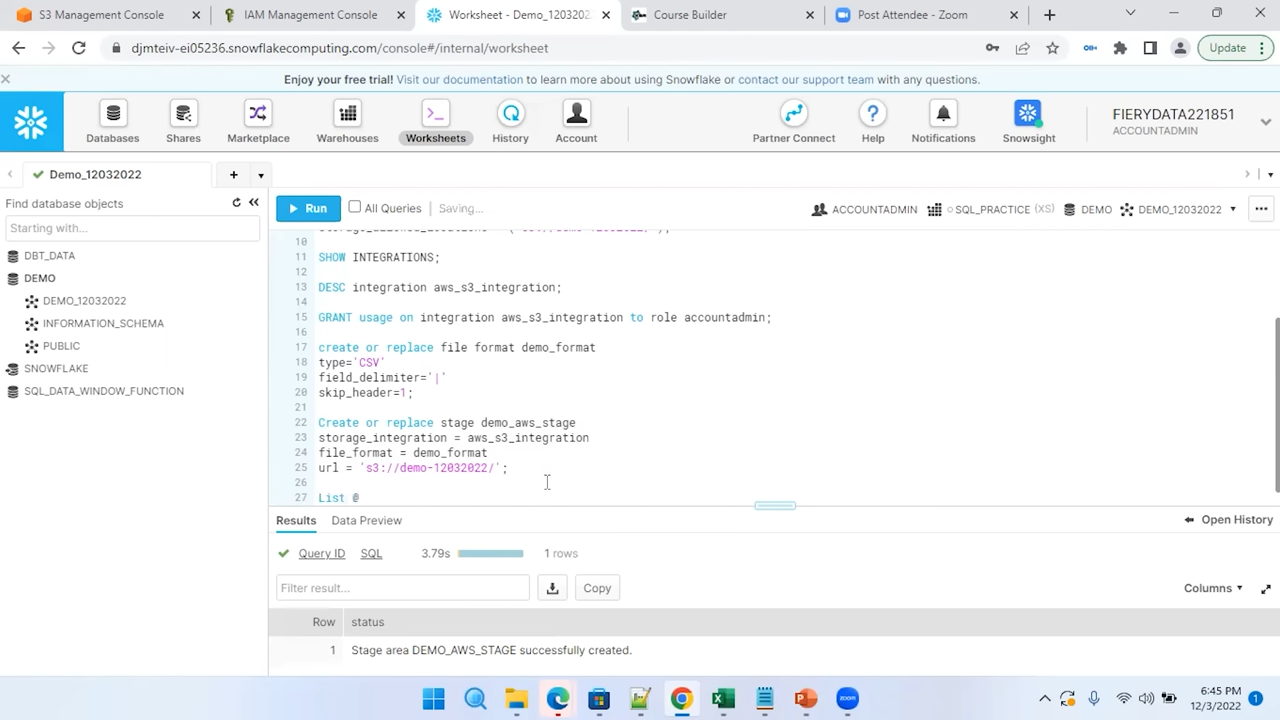 S3 Management Console
IAM Management Console
Worksheet - Demo_12032022
Course Builder
Post Attendee - Zoom
djmteiv-ei05236.snowflakecomputing.com/console#/internal/worksheet
Update
Enjoy your free trial! Visit our documentation to learn more about using Snowflake or contact our support team with any questions.
Databases
Shares
Marketplace
Warehouses
Worksheets
History
Account
Partner Connect
Help
Notifications
Snowsight
FIERYDATA221851
ACCOUNTADMIN
Demo_12032022
Find database objects
Starting with...
DBT_DATA
DEMO
DEMO_12032022
INFORMATION_SCHEMA
PUBLIC
SNOWFLAKE
SQL_DATA_WINDOW_FUNCTION
Run
All Queries
Saving...
ACCOUNTADMIN
SQL_PRACTICE (XS)
DEMO
DEMO_12032022
10
11 SHOW INTEGRATIONS;
12
13 DESC integration aws_s3_integration;
14
15 GRANT usage on integration aws_s3_integration to role accountadmin;
16
17 create or replace file format demo_format
18 type='CSV'
19 field_delimiter='|'
20 skip_header=1;
21
22 Create or replace stage demo_aws_stage
23 storage_integration = aws_s3_integration
24 file_format = demo_format
25 url = 's3://demo-12032022/';
26
27 List @
Results
Data Preview
Open History
Query ID
SQL
3.79s
1 rows
Filter result...
Copy
Columns
Row
status
1
Stage area DEMO_AWS_STAGE successfully created.
zoom
6:45 PM
12/3/2022
1